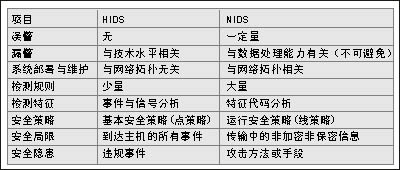 项目 HIDS NIDS
误警 无 一定量
漏警 与技术水平相关 与数据处理能力有关（不可避免）
系统部署与维护 与网络拓扑无关 与网络拓扑相关
检测规则 少量 大量
检测特征 事件与信号分析 特征代码分析
安全策略 基本安全策略(点策略) 运行安全策略(线策略)
安全局限 到达主机的所有事件 传输中的非加密非保密信息
安全隐患 违规事件 攻击方法或手段